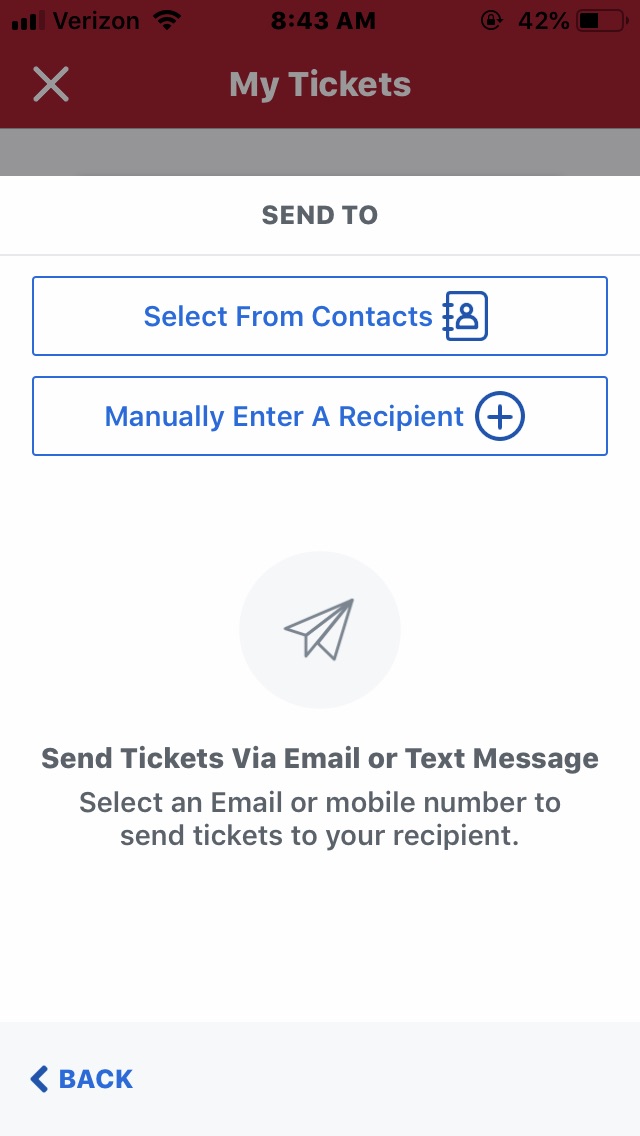 Verizon 8:43 AM 42%
My Tickets
SEND TO
Select From Contacts
Manually Enter A Recipient
Send Tickets Via Email or Text Message
Select an Email or mobile number to
send tickets to your recipient.
BACK